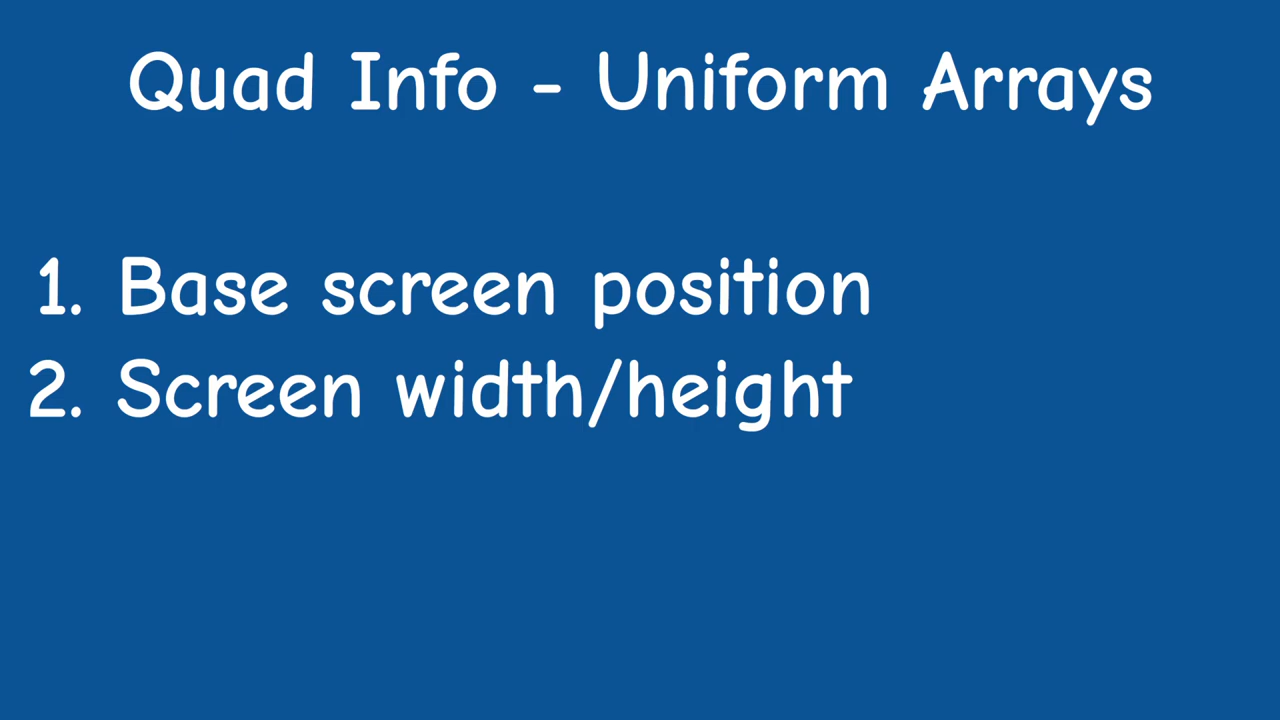 Quad Info - Uniform Arrays
1. Base screen position
2. Screen width/height